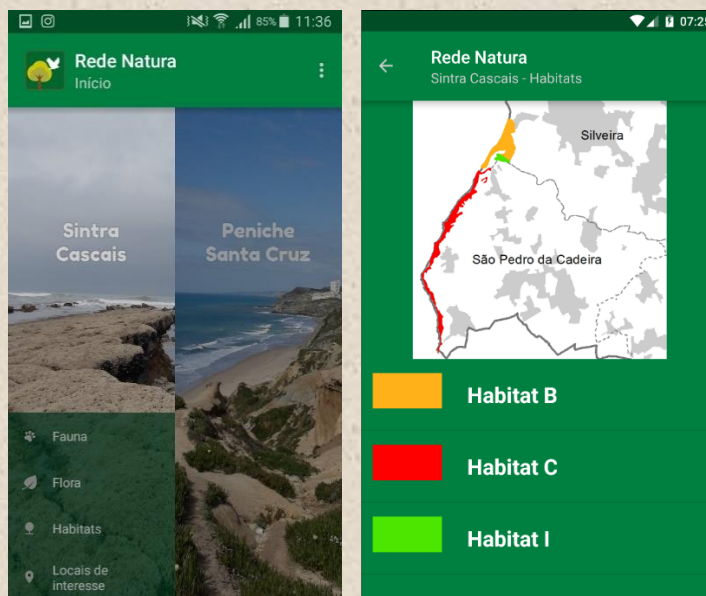 85% 11:36
Rede Natura
Início
Sintra
Cascais
Peniche
Santa Cruz
Fauna
Flora
Habitats
Locais de
interesse
07:25
Rede Natura
Sintra Cascais - Habitats
Silveira
São Pedro da Cadeira
Habitat B
Habitat C
Habitat I